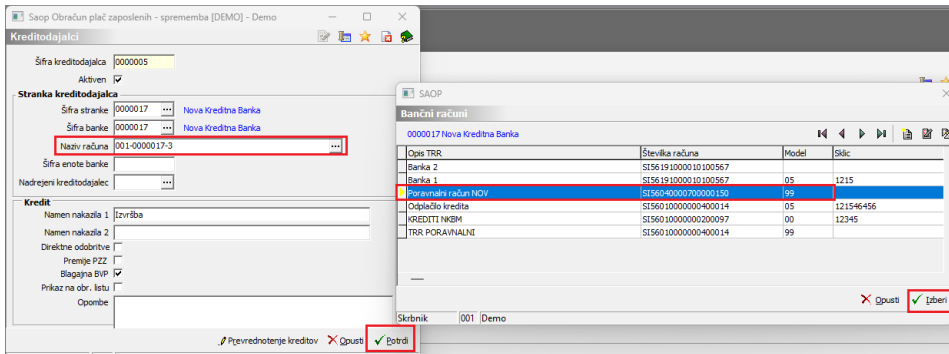 Saop Obračun plač zaposlenih - sprememba [DEMO] - Demo
Kreditodajalci
Šifra kreditodajalca 0000005
Aktiven
Stranka kreditodajalca
Šifra stranke 0000017 ... Nova Kreditna Banka
Šifra banke 0000017 ... Nova Kreditna Banka
Naziv računa 001-0000017-3 ...
Šifra enote banke
Nadrejeni kreditodajalec ...
Kredit
Namen nakazila 1 Izvršba
Namen nakazila 2
Direktne odobritve
Premije PZZ
Blagajna BVP
Prikaz na obr. listu
Opombe
Prevrednotenje kreditov Opusti Potrdi
SAOP
Bančni računi
0000017 Nova Kreditna Banka
Opis TRR Številka računa Model Sklic
Banka 2 SI56191000010100567
Banka 1 SI56191000010100567 05 1215
Poravnalni račun NOV SI56040000700000150 99
Odplačilo kredita SI56010000000400014 05 121546456
KREDITI NKBM SI56010000000200097 00 12345
TRR PORAVNALNI SI56010000000400014 99
Opusti Izberi
Skrbnik 001 Demo